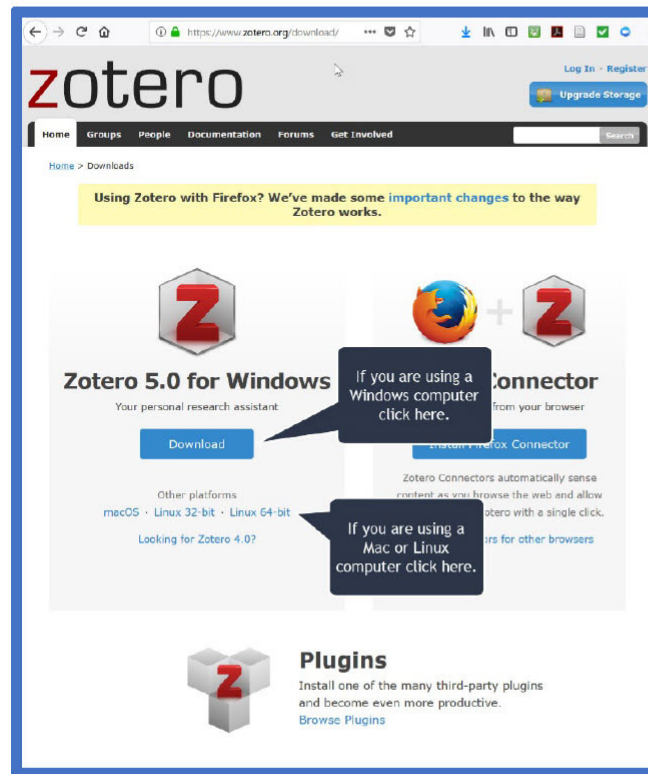 https://www.zotero.org/download/
zotero
Log In · Register
Upgrade Storage
Home Groups People Documentation Forums Get Involved
Search
Home > Downloads
Using Zotero with Firefox? We've made some important changes to the way
Zotero works.
Z
Z
Zotero 5.0 for Windows
Your personal research assistant
Download
Other platforms
macOS · Linux 32-bit · Linux 64-bit
Looking for Zotero 4.0?
If you are using a
Windows computer
click here.
onnector
from your browser
Install Firefox Connector
Zotero Connectors automatically sense
content as you browse the web and allow
otero with a single click.
rs for other browsers
If you are using a
Mac or Linux
computer click here.
Z
Plugins
Install one of the many third-party plugins
and become even more productive.
Browse Plugins